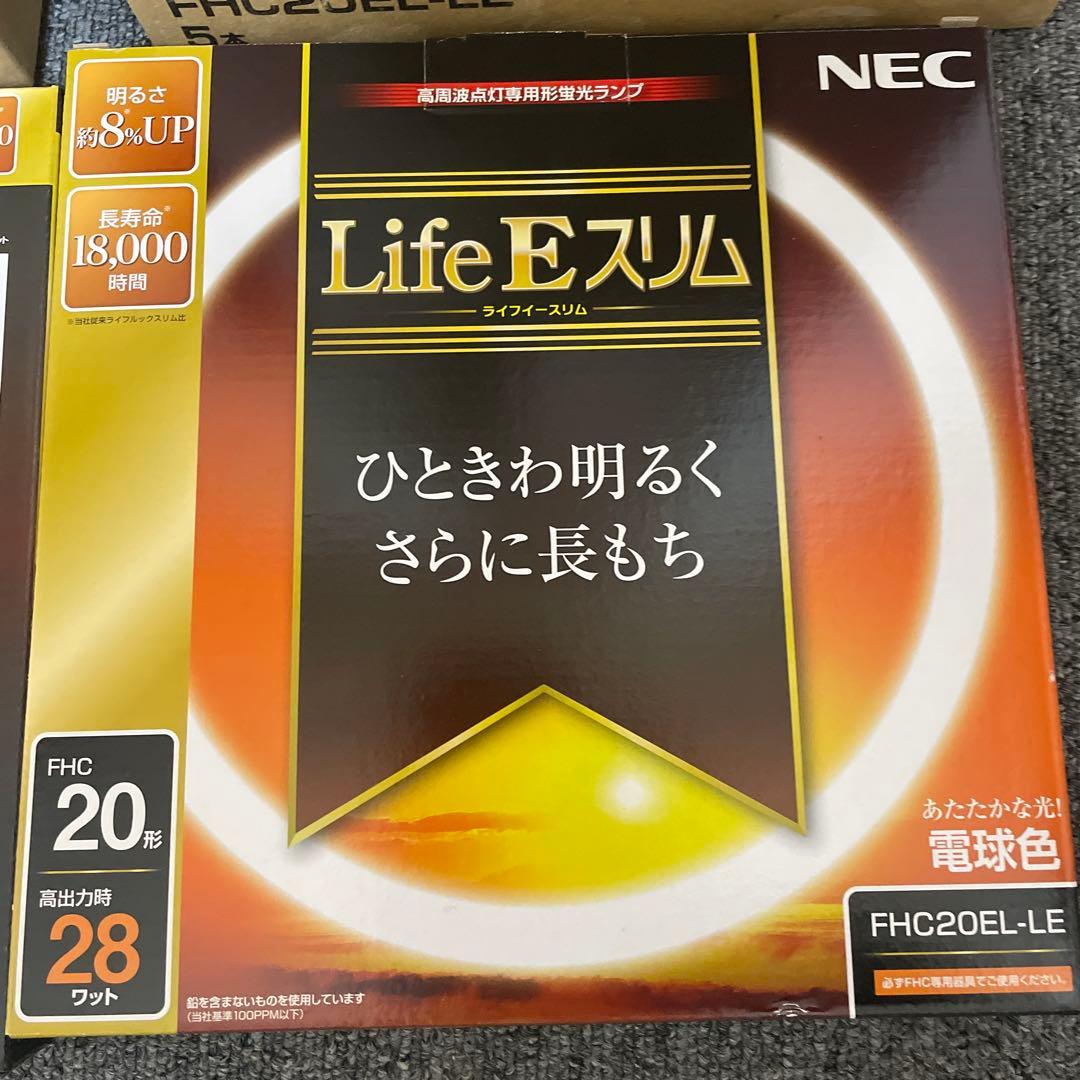 FHC20EL-LE
5本
明るさ
約8%※UP
長寿命※
18,000
時間
※当社従来ライフルックスリム比
高周波点灯専用形蛍光ランプ
NEC
Life Eスリム
ライフイースリム
ひときわ明るく
さらに長もち
FHC
20形
高出力時
28
ワット
鉛を含まないものを使用しています
(当社基準100PPM以下)
あたたかな光!
電球色
FHC20EL-LE
必ずFHC専用器具でご使用ください。